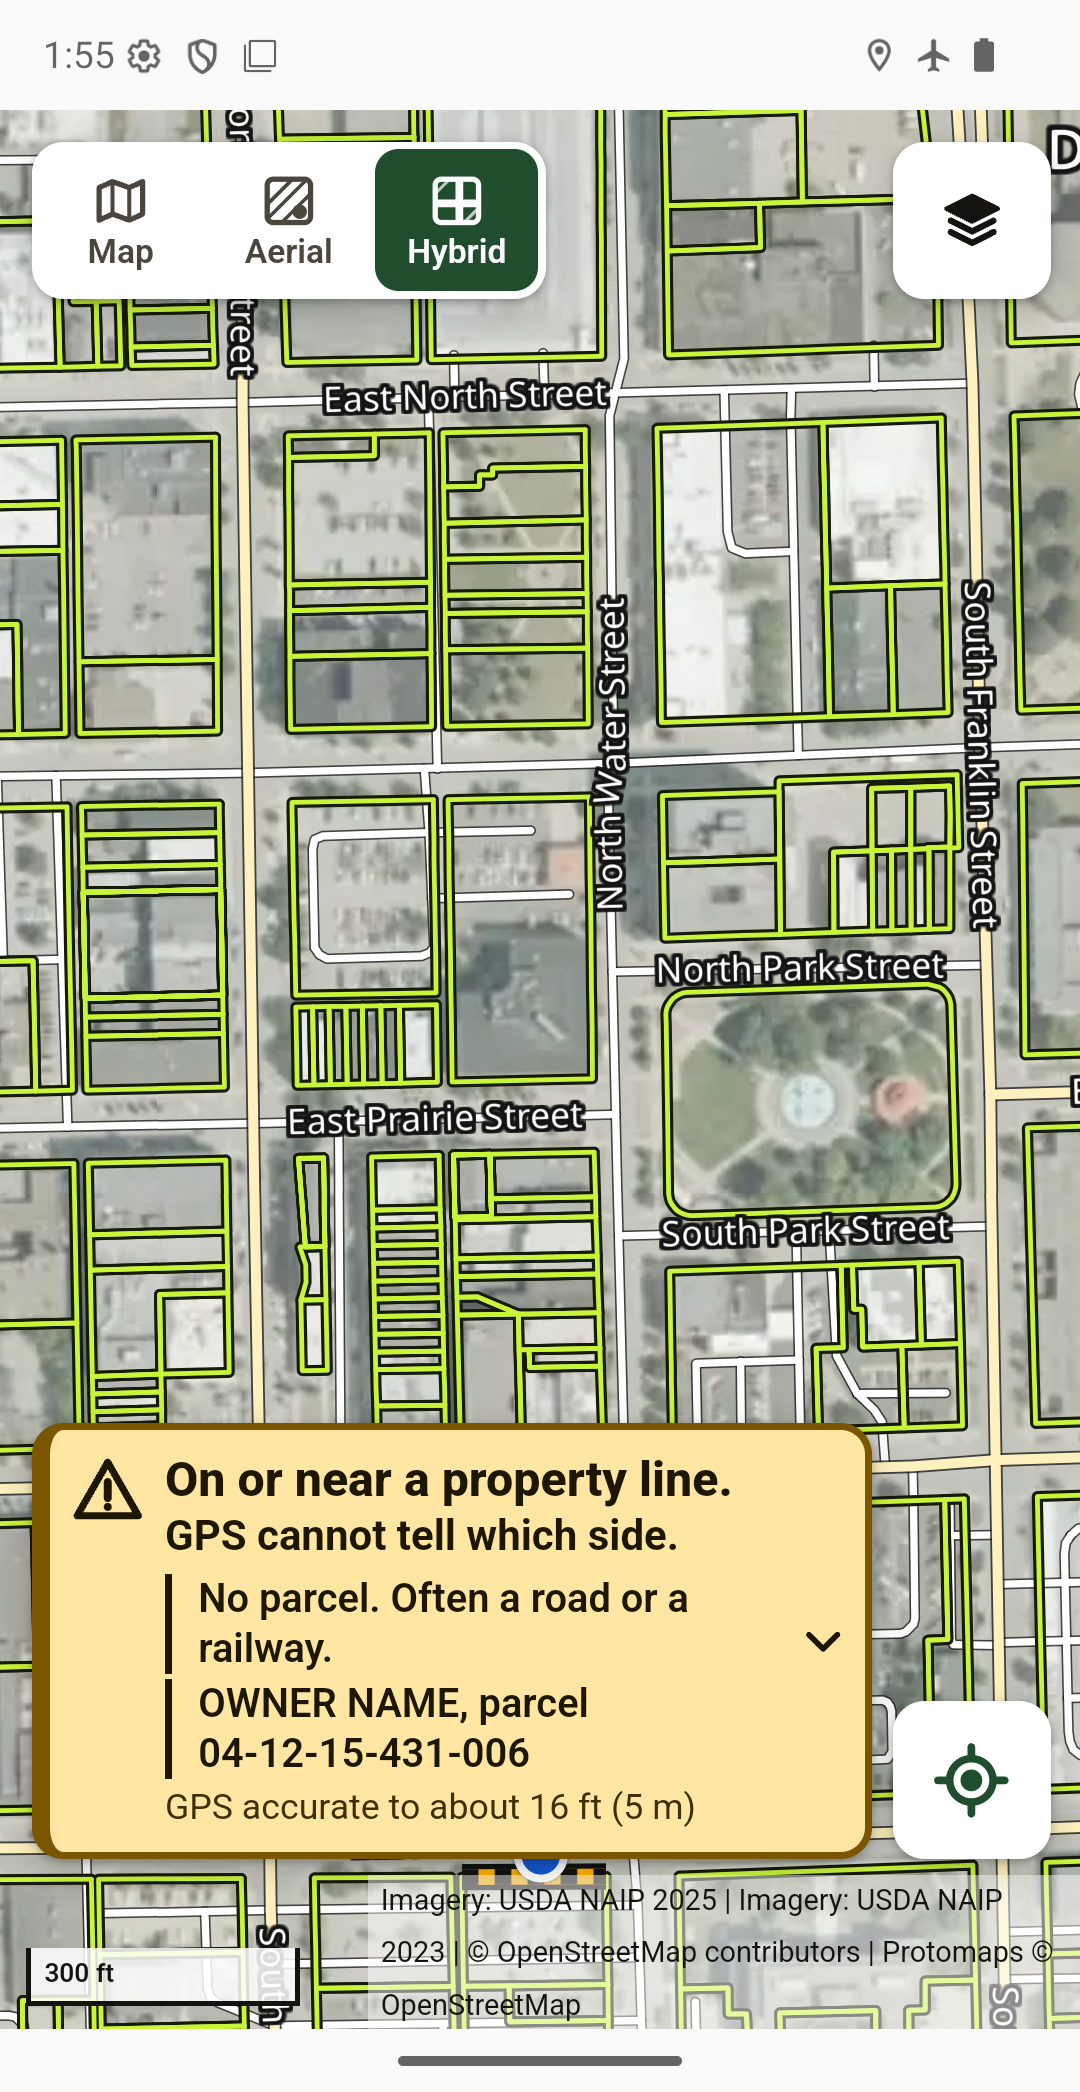 1:55
D
Map
Aerial
Hybrid
treet
East North Street
North Water Street
South Franklin Street
North Park Street
East Prairie Street
South Park Street
On or near a property line.
GPS cannot tell which side.
No parcel. Often a road or a
railway.
OWNER NAME, parcel
04-12-15-431-006
GPS accurate to about 16 ft (5 m)
Imagery: USDA NAIP 2025 | Imagery: USDA NAIP
2023 | © OpenStreetMap contributors | Protomaps ©
OpenStreetMap
300 ft
South
So